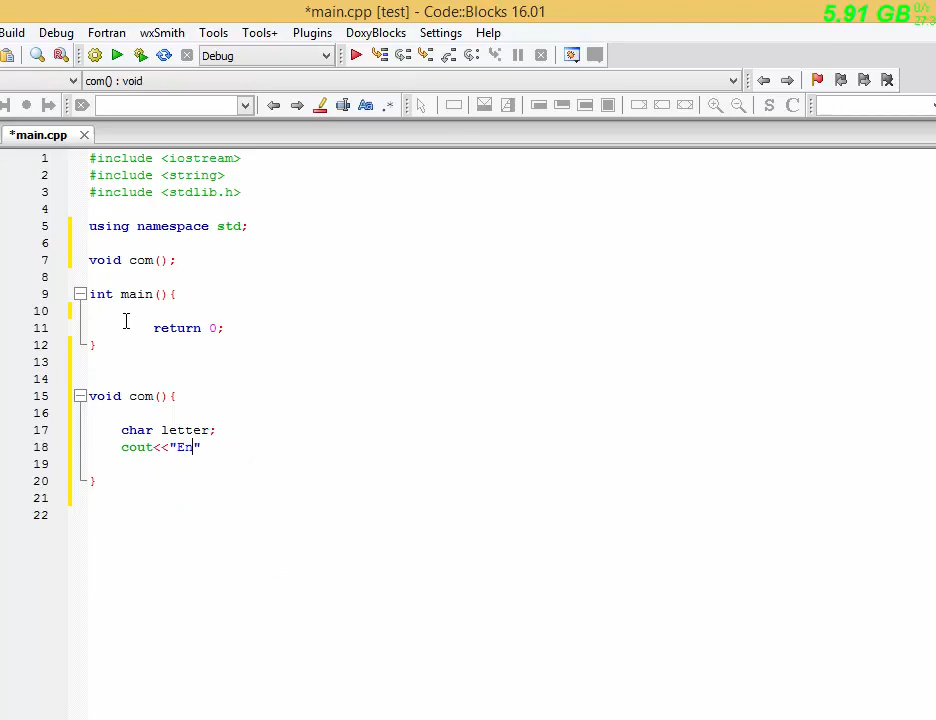 *main.cpp [test] - Code::Blocks 16.01
5.91 GB
Build Debug Fortran wxSmith Tools Tools+ Plugins DoxyBlocks Settings Help
Debug
com() : void
S C
*main.cpp
1 #include <iostream>
2 #include <string>
3 #include <stdlib.h>
4
5 using namespace std;
6
7 void com();
8
9 int main(){
10
11 return 0;
12 }
13
14
15 void com(){
16
17 char letter;
18 cout<<"En"
19
20 }
21
22